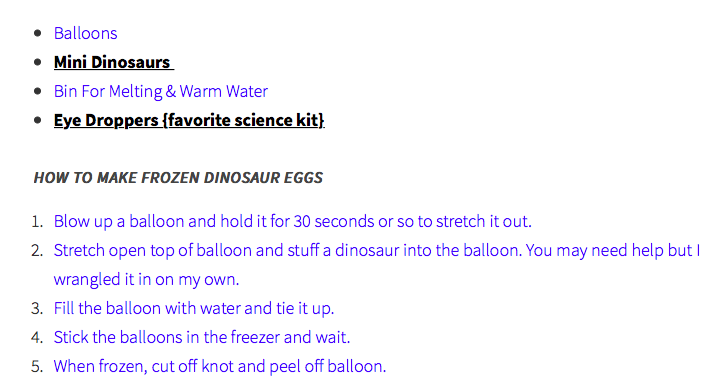 Balloons
Mini Dinosaurs
Bin For Melting & Warm Water
Eye Droppers {favorite science kit}
HOW TO MAKE FROZEN DINOSAUR EGGS
1. Blow up a balloon and hold it for 30 seconds or so to stretch it out.
2. Stretch open top of balloon and stuff a dinosaur into the balloon. You may need help but I
wrangled it in on my own.
3. Fill the balloon with water and tie it up.
4. Stick the balloons in the freezer and wait.
5. When frozen, cut off knot and peel off balloon.